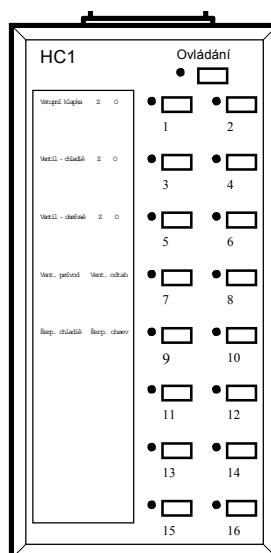 HC1 Ovládání
Vstupní klapka Z O
1 2
Ventil - chladič Z O
3 4
Ventil - ohřívač Z O
5 6
Vent. přívod Vent. odtah
7 8
Čerp. chladič Čerp. ohřev
9 10
11 12
13 14
15 16